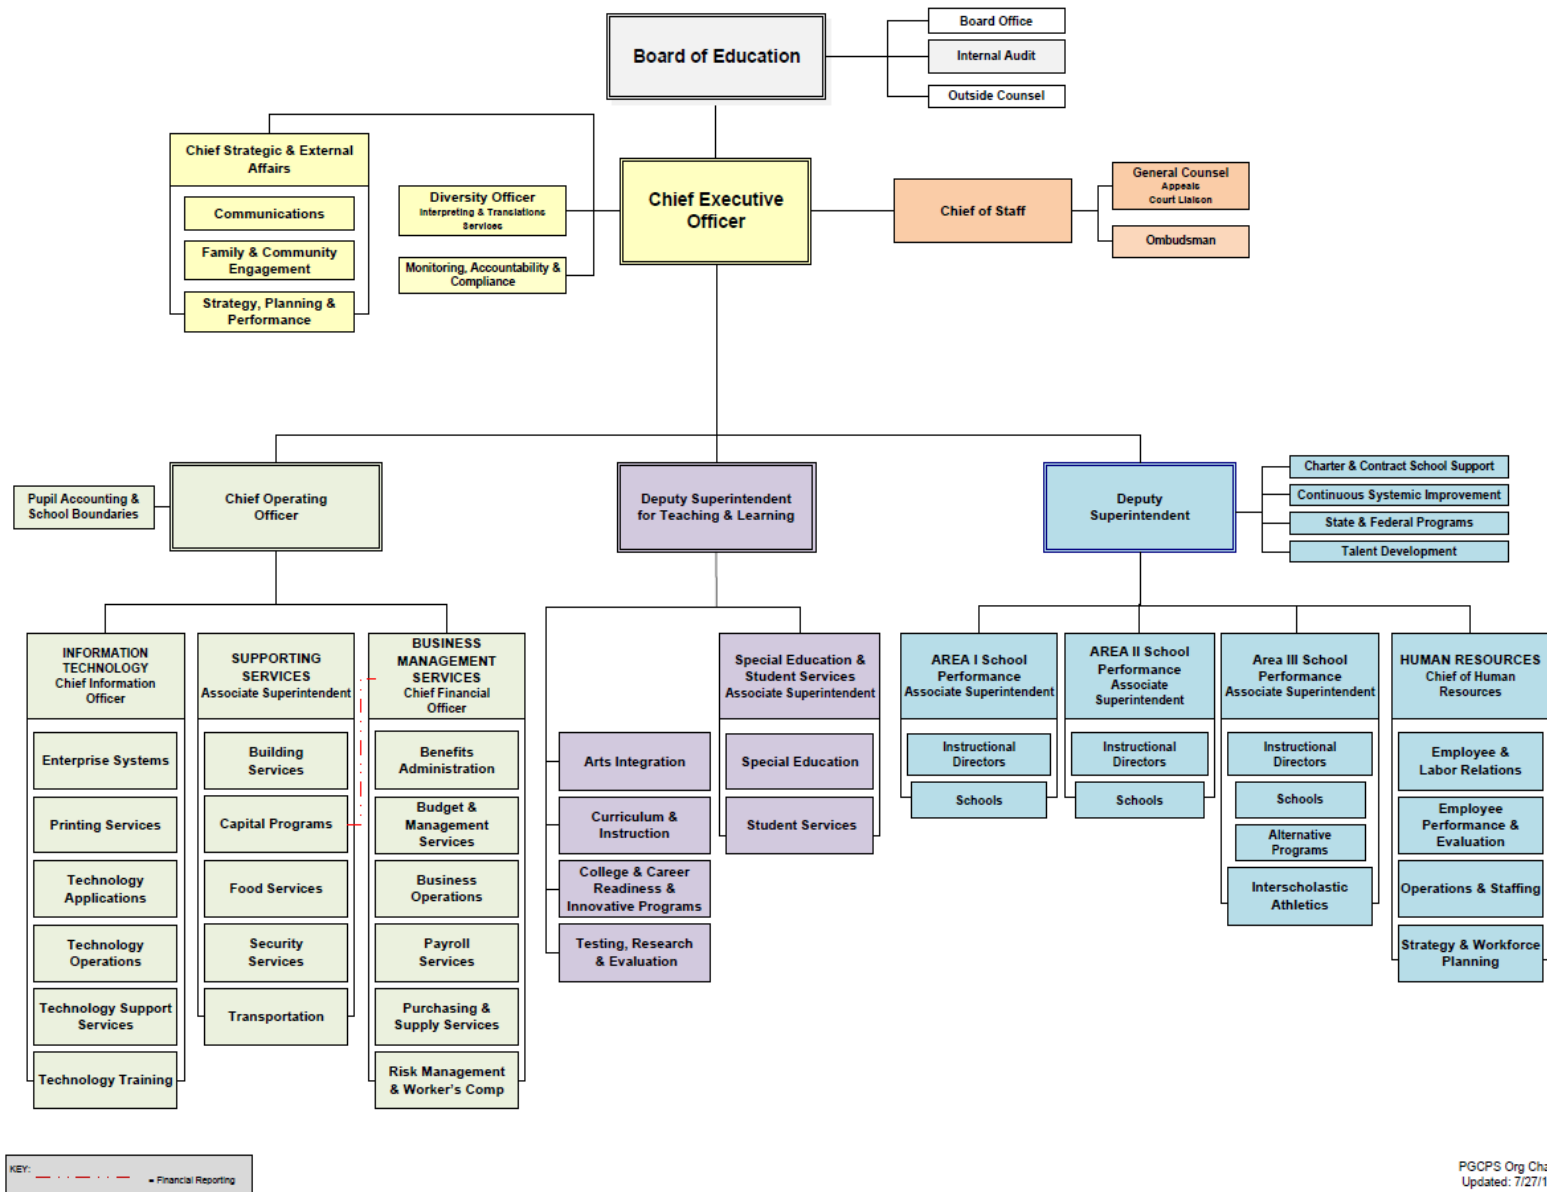 Board of Education
Board Office
Internal Audit
Outside Counsel
Chief Strategic & External
Affairs
Communications
Family & Community
Engagement
Strategy, Planning &
Performance
Diversity Officer
Interpreting & Translations
Services
Monitoring, Accountability &
Compliance
Chief Executive
Officer
Chief of Staff
General Counsel
Appeals
Court Liaison
Ombudsman
Pupil Accounting &
School Boundaries
Chief Operating
Officer
Deputy Superintendent
for Teaching & Learning
Deputy
Superintendent
Charter & Contract School Support
Continuous Systemic Improvement
State & Federal Programs
Talent Development
INFORMATION
TECHNOLOGY
Chief Information
Officer
Enterprise Systems
Printing Services
Technology
Applications
Technology
Operations
Technology Support
Services
Technology Training
SUPPORTING
SERVICES
Associate Superintendent
Building
Services
Capital Programs
Food Services
Security
Services
Transportation
BUSINESS
MANAGEMENT
SERVICES
Chief Financial
Officer
Benefits
Administration
Budget &
Management
Services
Business
Operations
Payroll
Services
Purchasing &
Supply Services
Risk Management
& Worker's Comp
Arts Integration
Curriculum &
Instruction
College & Career
Readiness &
Innovative Programs
Testing, Research
& Evaluation
Special Education &
Student Services
Associate Superintendent
Special Education
Student Services
AREA I School
Performance
Associate Superintendent
Instructional
Directors
Schools
AREA II School
Performance
Associate
Superintendent
Instructional
Directors
Schools
Area III School
Performance
Associate Superintendent
Instructional
Directors
Schools
Alternative
Programs
Interscholastic
Athletics
HUMAN RESOURCES
Chief of Human
Resources
Employee &
Labor Relations
Employee
Performance &
Evaluation
Operations & Staffing
Strategy & Workforce
Planning
KEY:
= Financial Reporting
PGCPS Org Cha
Updated: 7/27/1